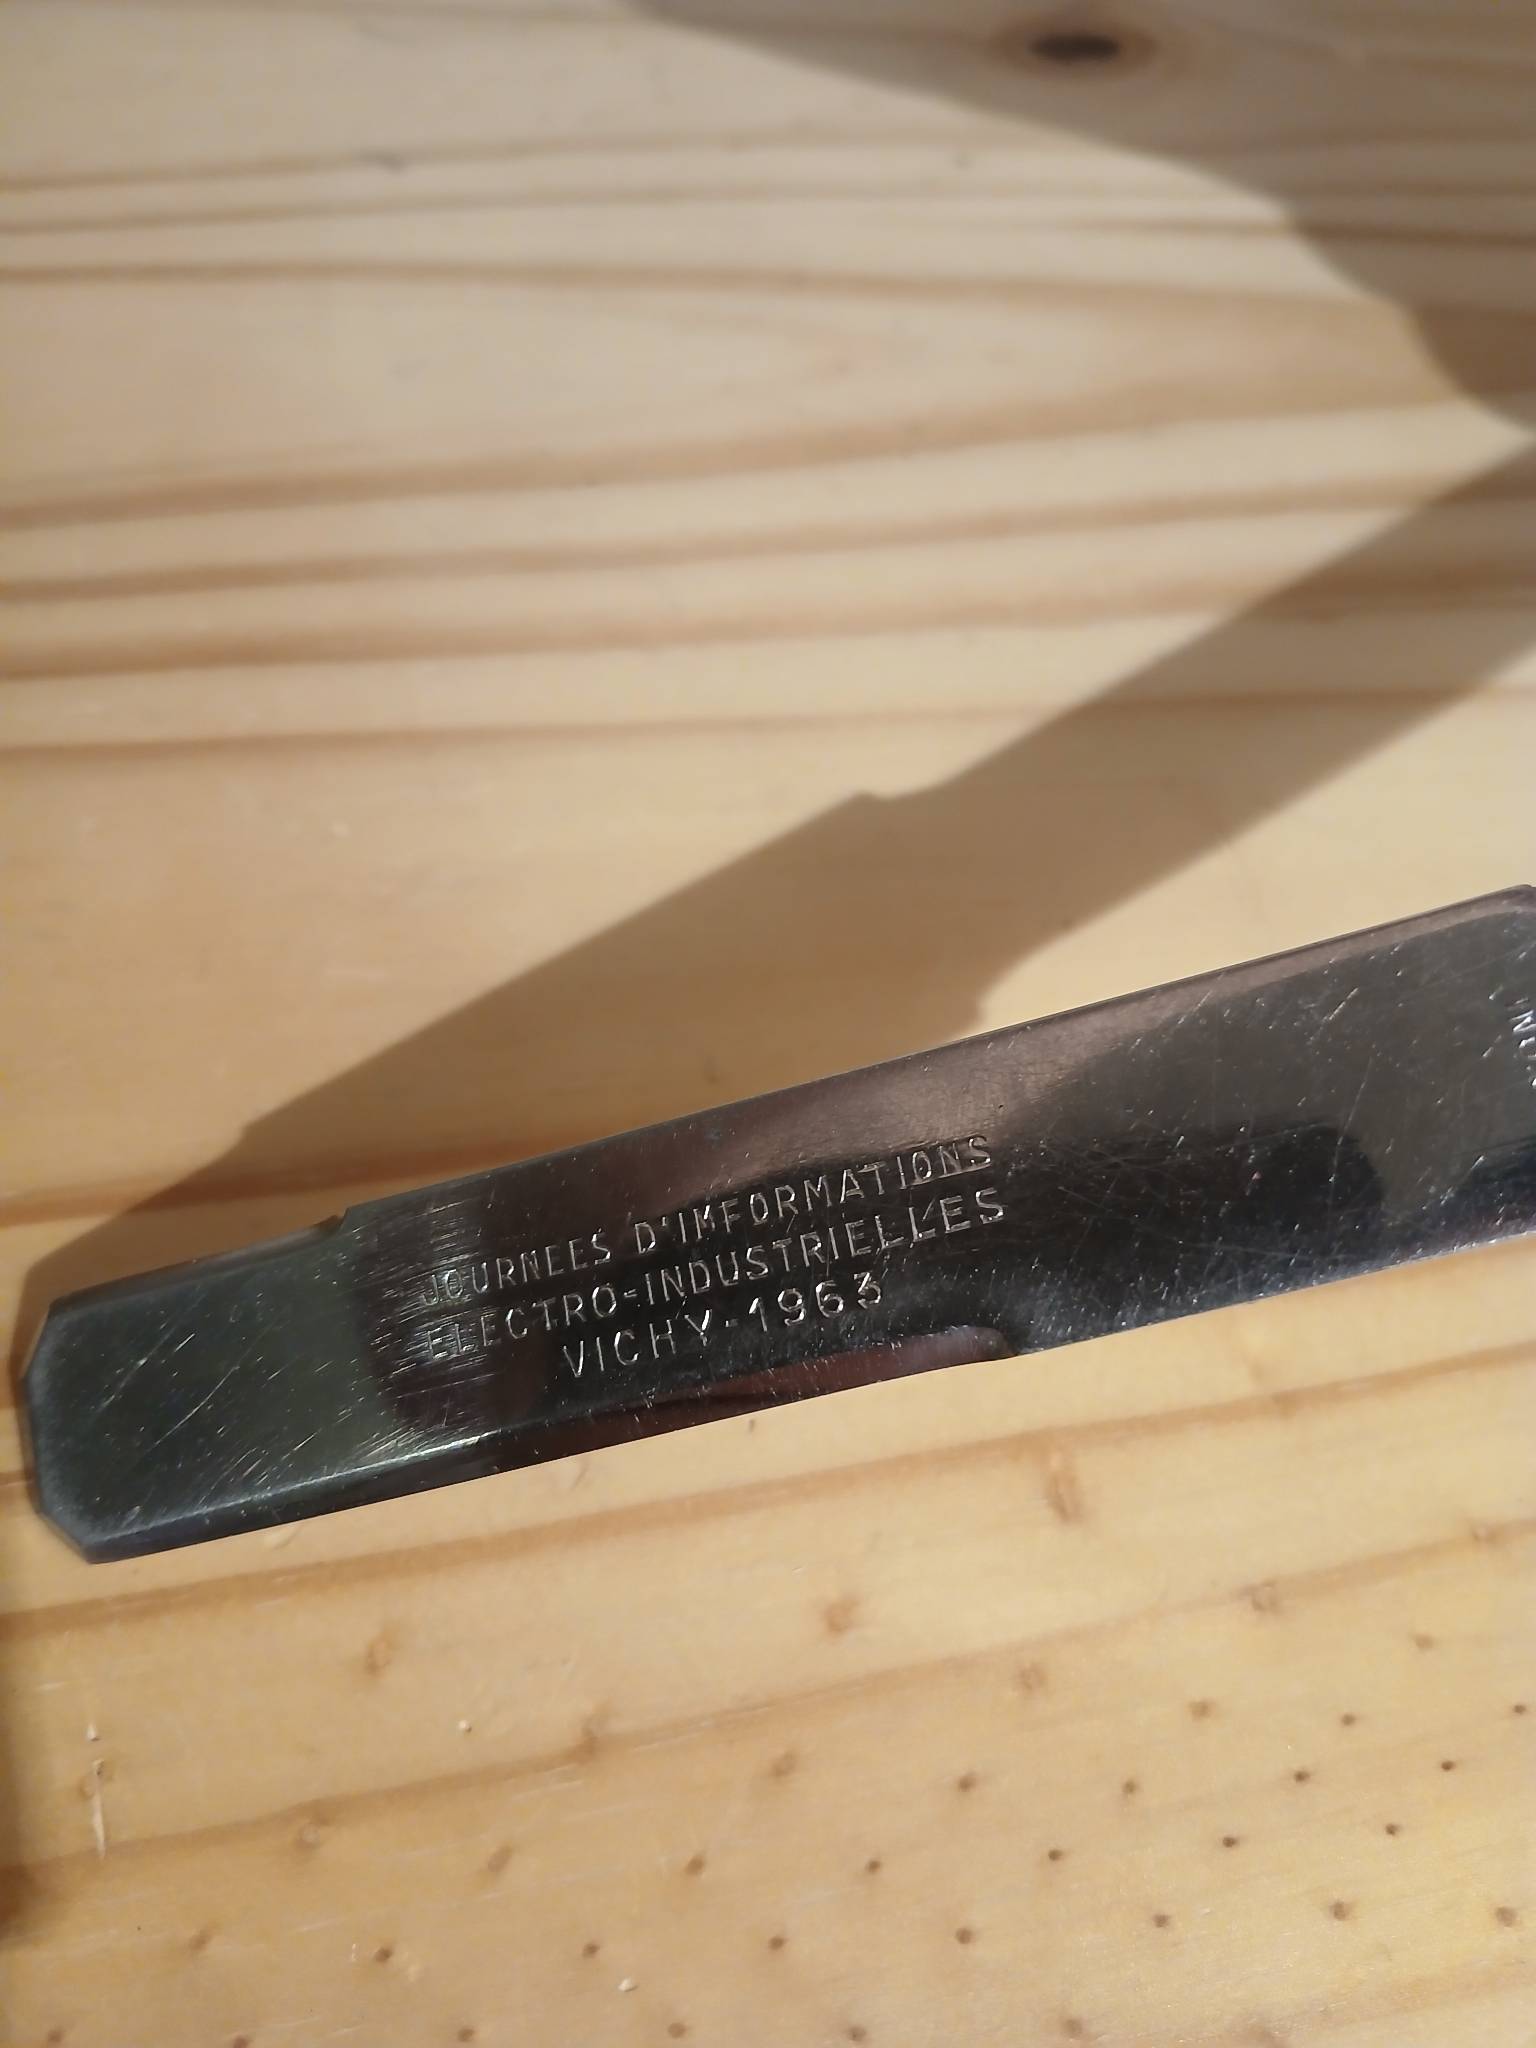 JOURNEES D'INFORMATIONS
ELECTRO-INDUSTRIELLES
VICHY-1963